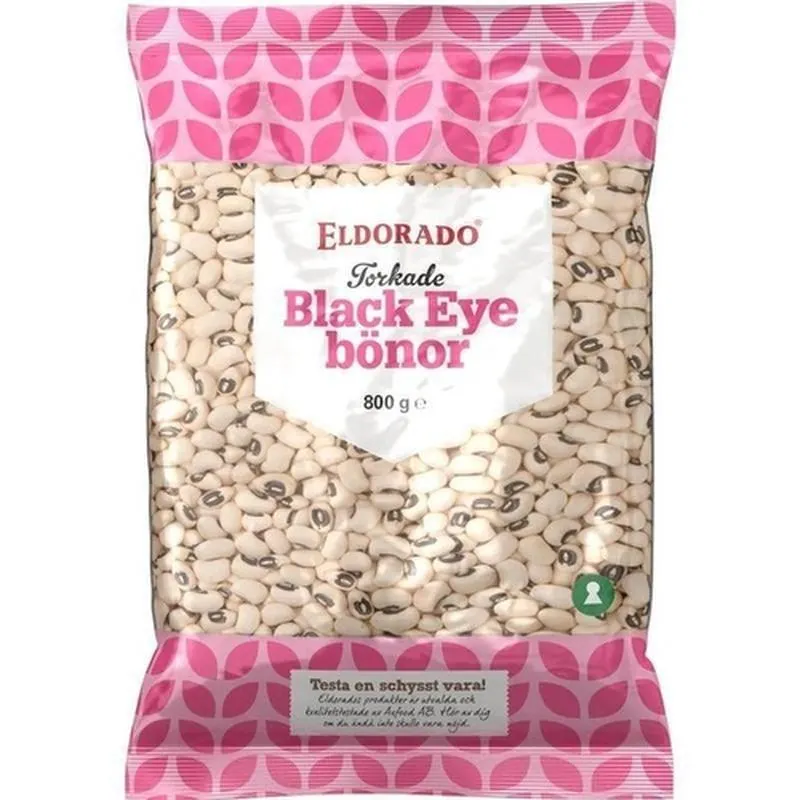 ELDORADO®
Torkade
Black Eye
bönor
800 g ℮
Testa en schysst vara!
Eldorados produkter är utvalda och
kvalitetstestade av Axfood AB. Hör av dig
om du ändå inte skulle vara nöjd.